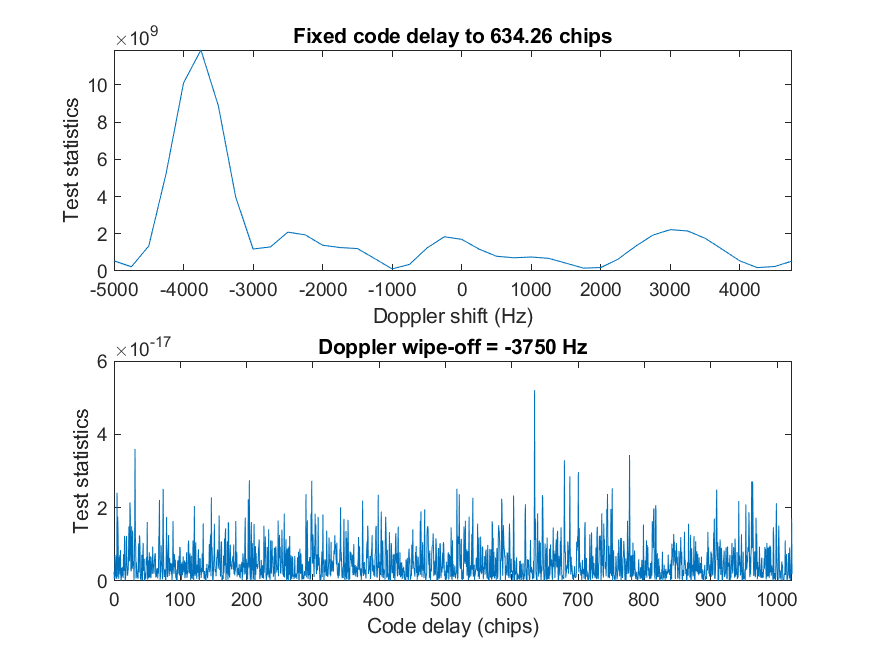 ×10^9
Fixed code delay to 634.26 chips
10
8
6
4
2
0
Test statistics
-5000 -4000 -3000 -2000 -1000 0 1000 2000 3000 4000
Doppler shift (Hz)
×10^-17
Doppler wipe-off = -3750 Hz
6
4
2
0
Test statistics
0 100 200 300 400 500 600 700 800 900 1000
Code delay (chips)